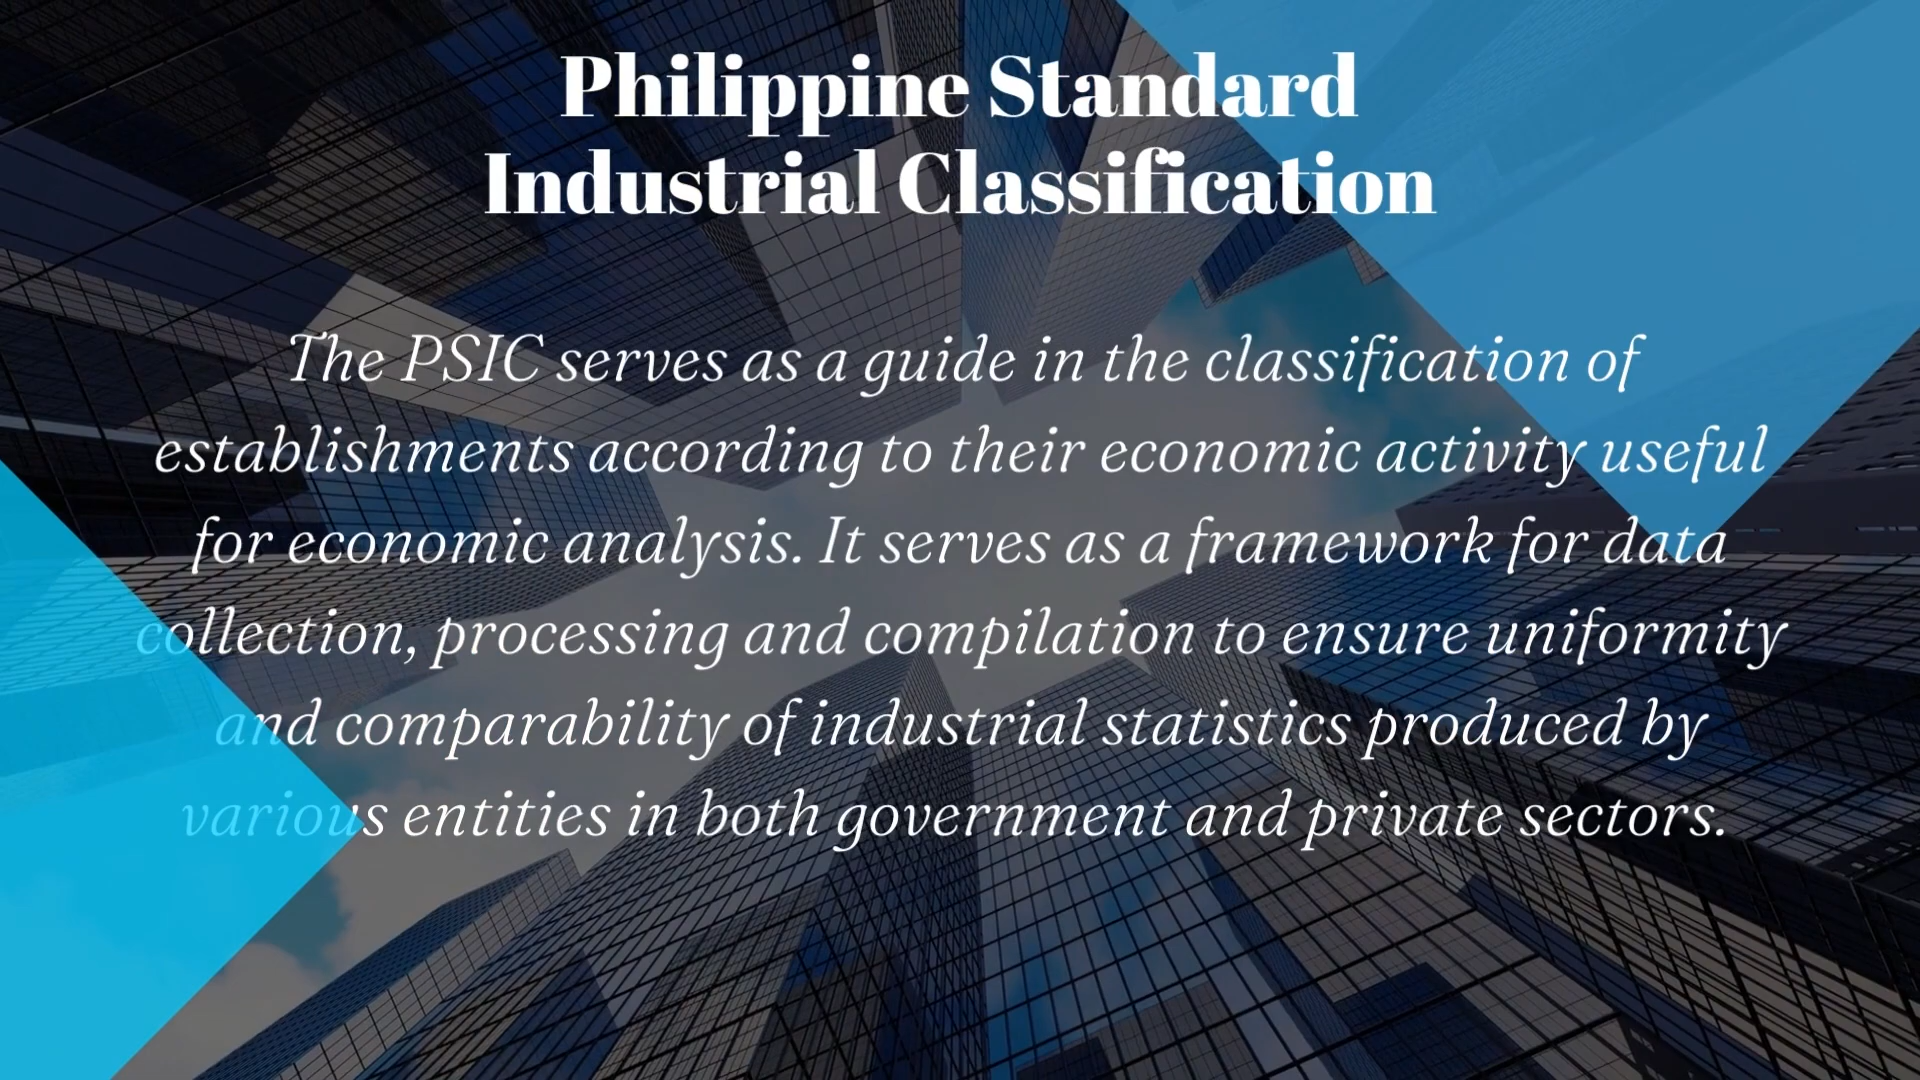 Philippine Standard
Industrial Classification
The PSIC serves as a guide in the classification of
establishments according to their economic activity useful
for economic analysis. It serves as a framework for data
collection, processing and compilation to ensure uniformity
and comparability of industrial statistics produced by
various entities in both government and private sectors.